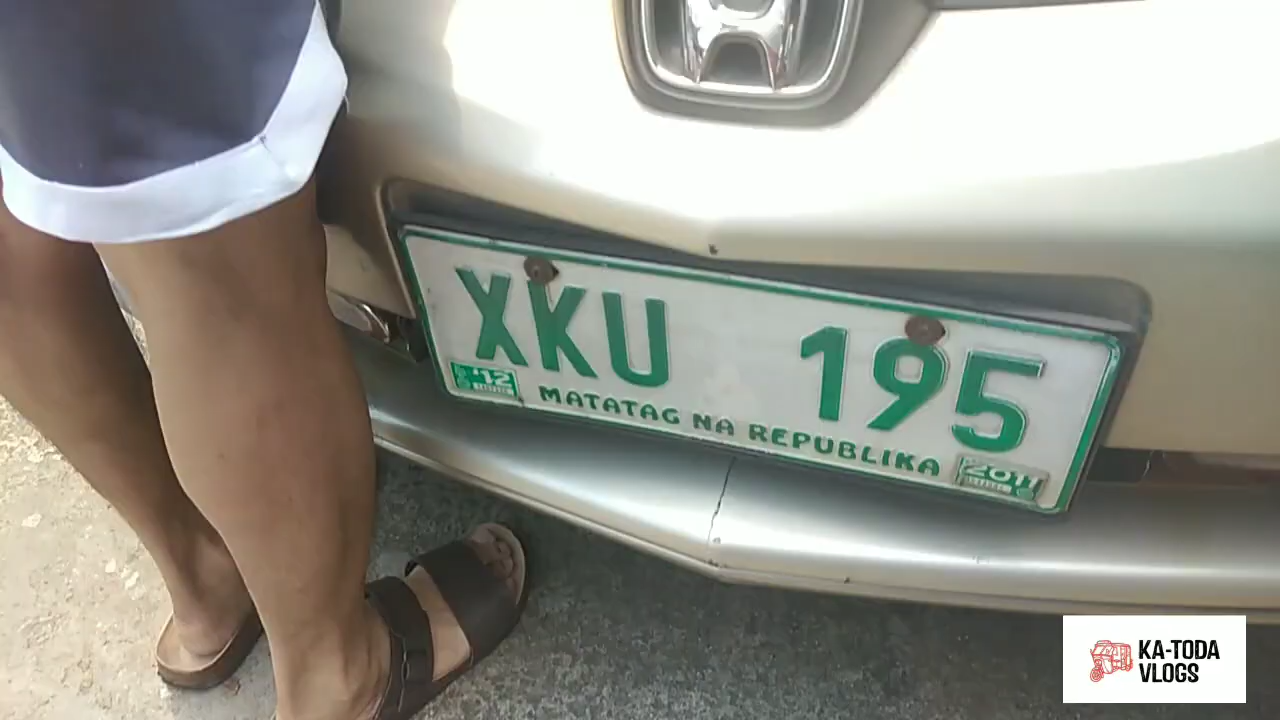 XKU 195
'12
MATATAG NA REPUBLIKA
2011
KA-TODA
VLOGS